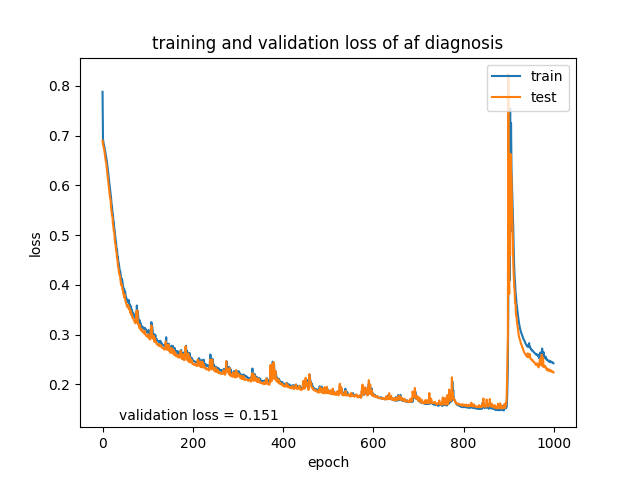 training and validation loss of af diagnosis
train
test
0.8
0.7
0.6
0.5
0.4
0.3
0.2
loss
validation loss = 0.151
0
200
400
600
800
1000
epoch